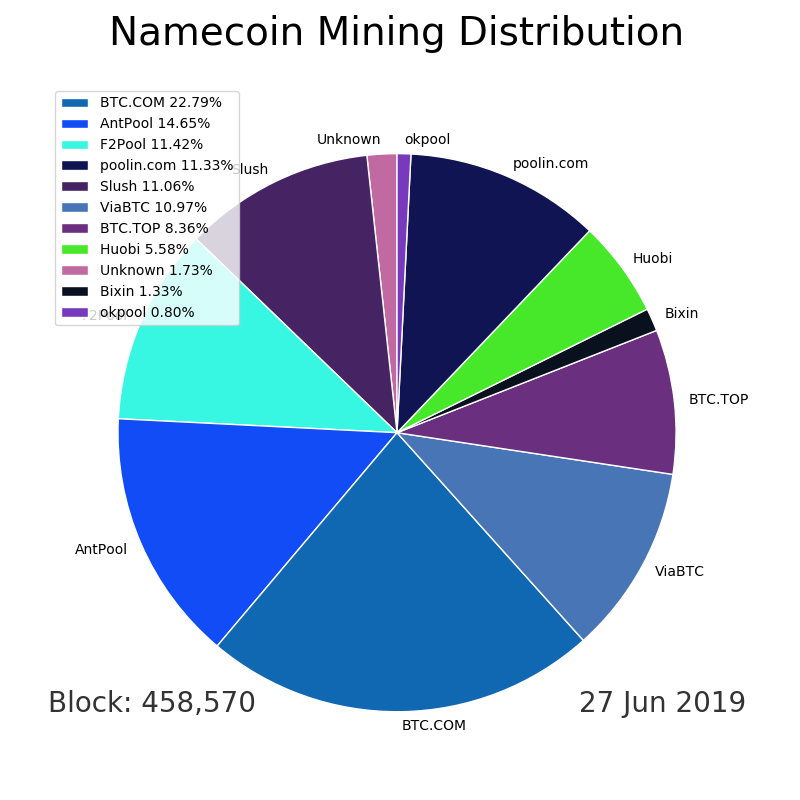 Namecoin Mining Distribution
BTC.COM 22.79%
AntPool 14.65%
F2Pool 11.42%
poolin.com 11.33%
Slush 11.06%
ViaBTC 10.97%
BTC.TOP 8.36%
Huobi 5.58%
Unknown 1.73%
Bixin 1.33%
okpool 0.80%
Unknown
okpool
Slush
poolin.com
Huobi
Bixin
F2Pool
BTC.TOP
AntPool
ViaBTC
BTC.COM
Block: 458,570
27 Jun 2019